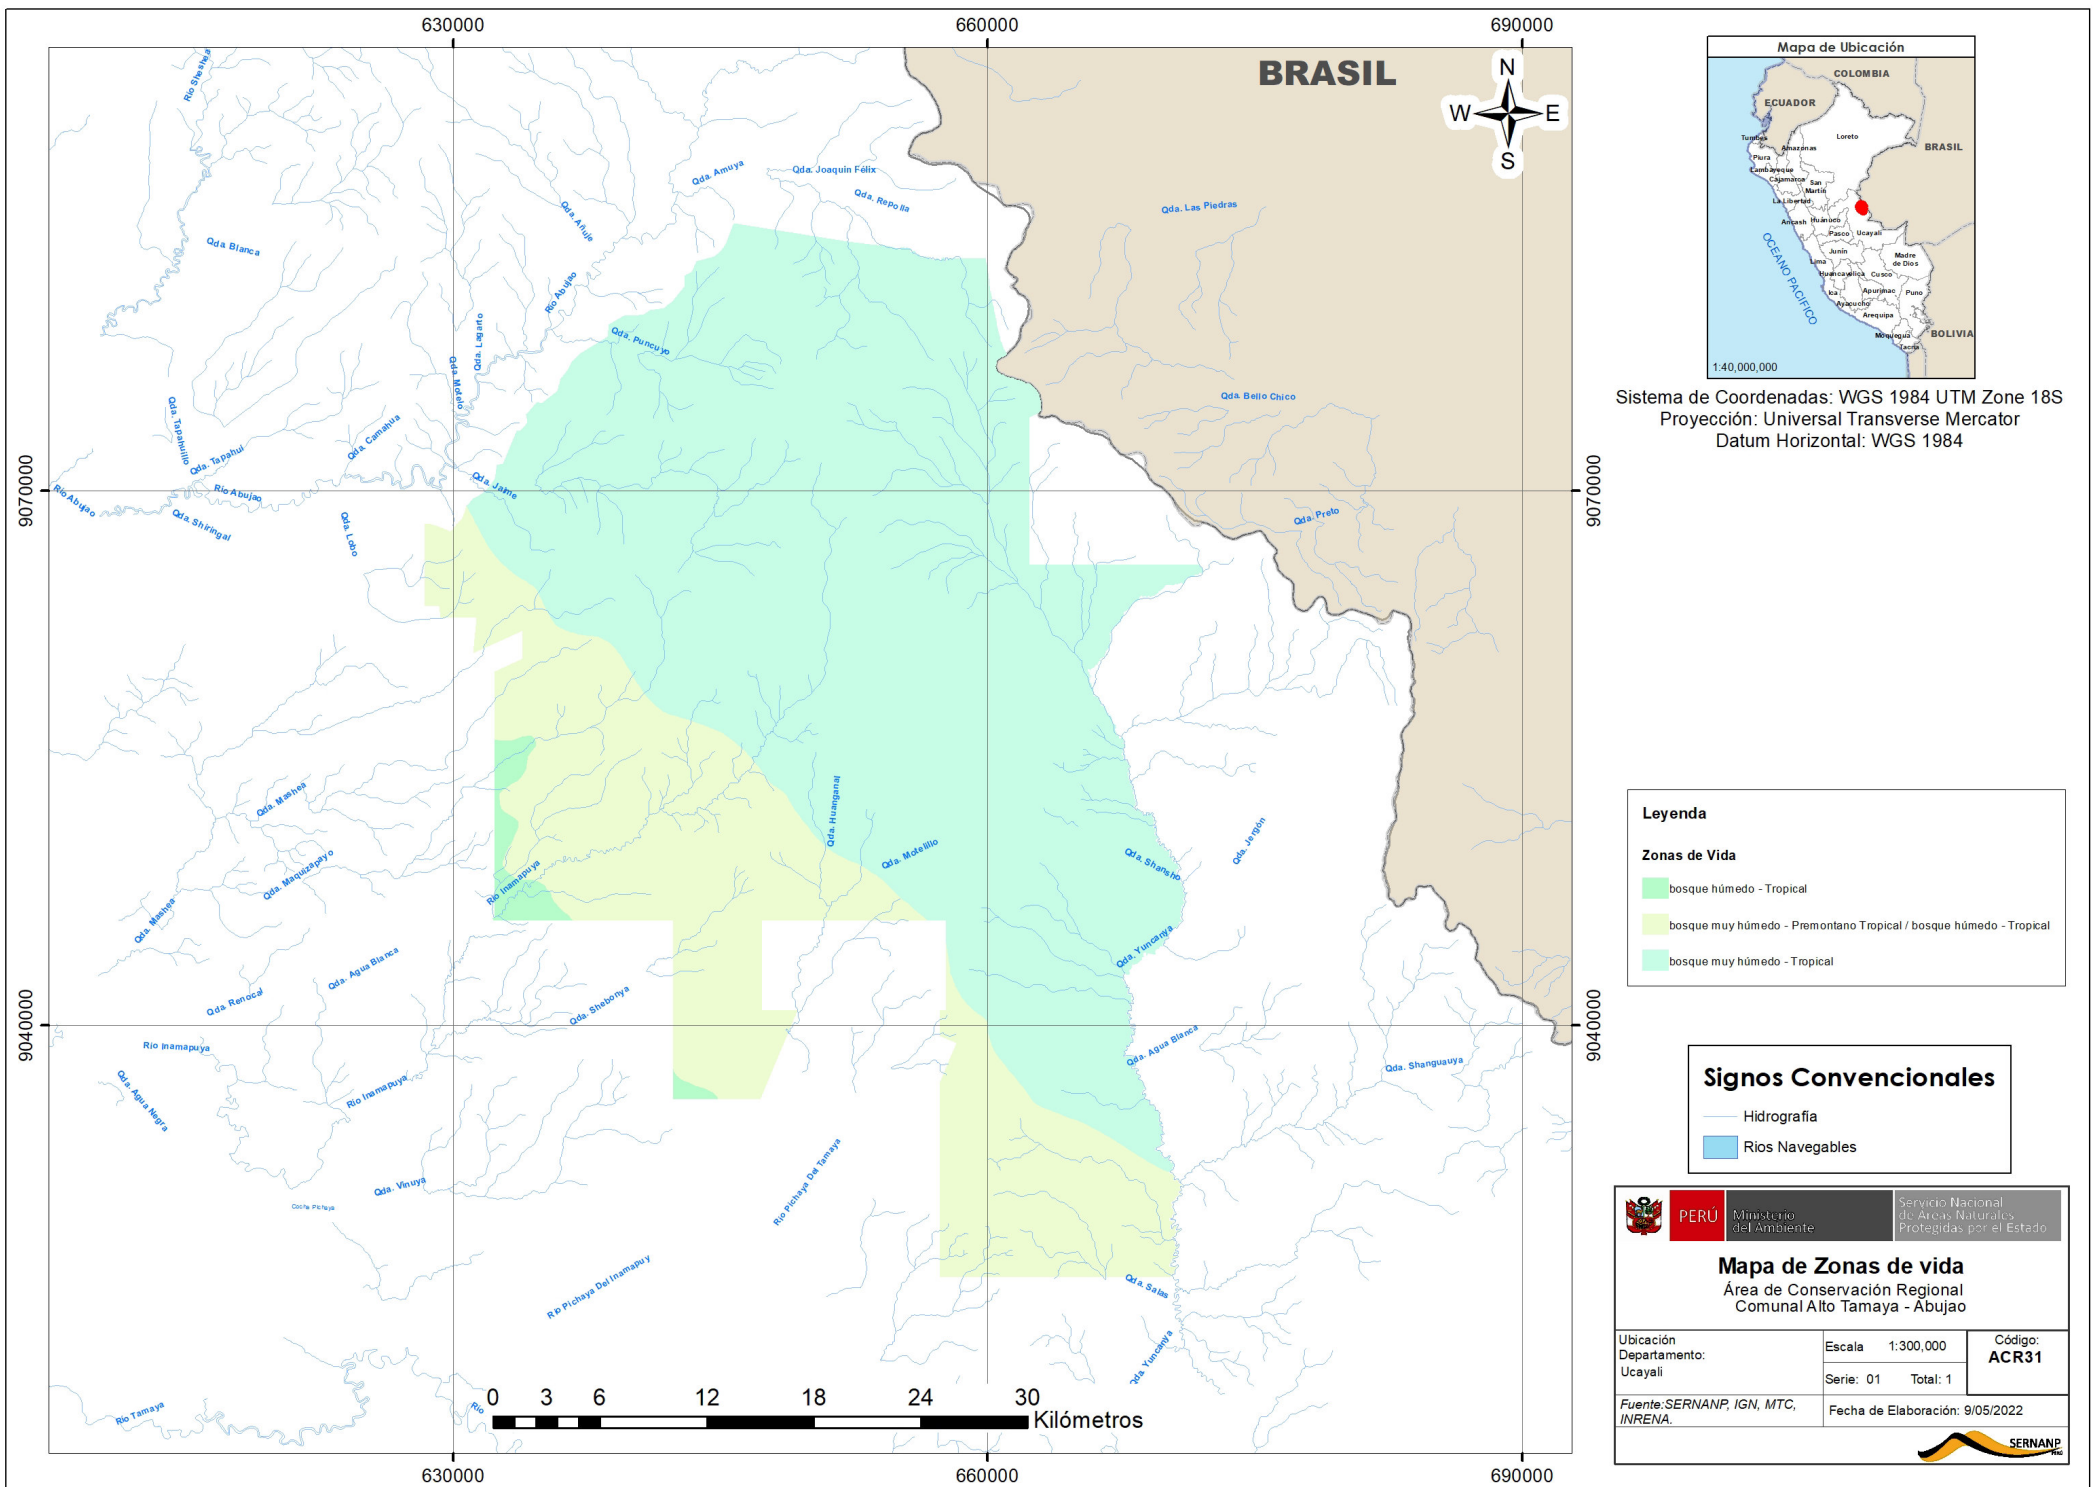 630000
660000
690000
BRASIL
N
W
E
S
Rio Shesha
Qda. Amuya
Qda. Joaquin Félix
Qda. RePolla
Qda. Añuje
Qda. Las Piedras
Qda. Blanca
Rio Abujao
Qda. Lagarto
Qda. Puncuyo
Qda. Motelo
Qda. Bello Chico
Qda. Tapahuillo
Qda. Camahua
Qda. Tapahui
Qda. Jaime
Rio Abujao
Rio Abujao
Qda. Shiringal
Qda. Lobo
Qda. Preto
9070000
9070000
Qda. Mashea
Qda. Huanganal
Qda. Motelillo
Qda. Shansho
Qda. Jergón
Qda. Maquizapayo
Rio Inamapuya
Qda. Mashea
Qda. Yuncanya
Qda. Agua Blanca
Qda. Renocal
Qda. Shebonya
9040000
9040000
Rio Inamapuya
Qda. Agua Blanca
Qda. Shanguauya
Qda. Agua Negra
Rio Inamapuya
Rio Pichaya Del Tamaya
Qda. Vinuya
Cocha Pichaya
Rio Pichaya Del Inamapuy
Qda. Salas
Qda. Yuncanya
Rio Tamaya
Rio
0 3 6 12 18 24 30
Kilómetros
630000
660000
690000
Mapa de Ubicación
COLOMBIA
ECUADOR
Tumbes
Loreto
Amazonas
BRASIL
Piura
Lambayeque
Cajamarca
San
Martín
La Libertad
Ancash
Huánuco
Pasco
Ucayali
Junín
Madre
de Dios
Lima
Huancavelica
Cusco
Ica
Apurimac
Puno
Ayacucho
Arequipa
Moquegua
Tacna
BOLIVIA
OCEANO PACÍFICO
1:40,000,000
Sistema de Coordenadas: WGS 1984 UTM Zone 18S
Proyección: Universal Transverse Mercator
Datum Horizontal: WGS 1984
Leyenda
Zonas de Vida
bosque húmedo - Tropical
bosque muy húmedo - Premontano Tropical / bosque húmedo - Tropical
bosque muy húmedo - Tropical
Signos Convencionales
Hidrografía
Rios Navegables
PERÚ
Ministerio
del Ambiente
Servicio Nacional
de Áreas Naturales
Protegidas por el Estado
Mapa de Zonas de vida
Área de Conservación Regional
Comunal Alto Tamaya - Abujao
Ubicación
Departamento:
Ucayali
Escala 1:300,000
Serie: 01 Total: 1
Código:
ACR31
Fuente:SERNANP, IGN, MTC,
INRENA.
Fecha de Elaboración: 9/05/2022
SERNANP
PERÚ